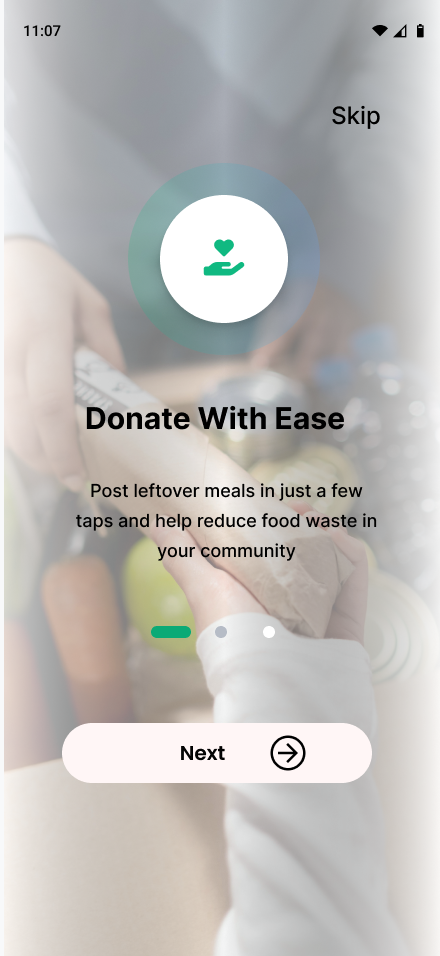 11:07
Skip
Donate With Ease
Post leftover meals in just a few
taps and help reduce food waste in
your community
Next